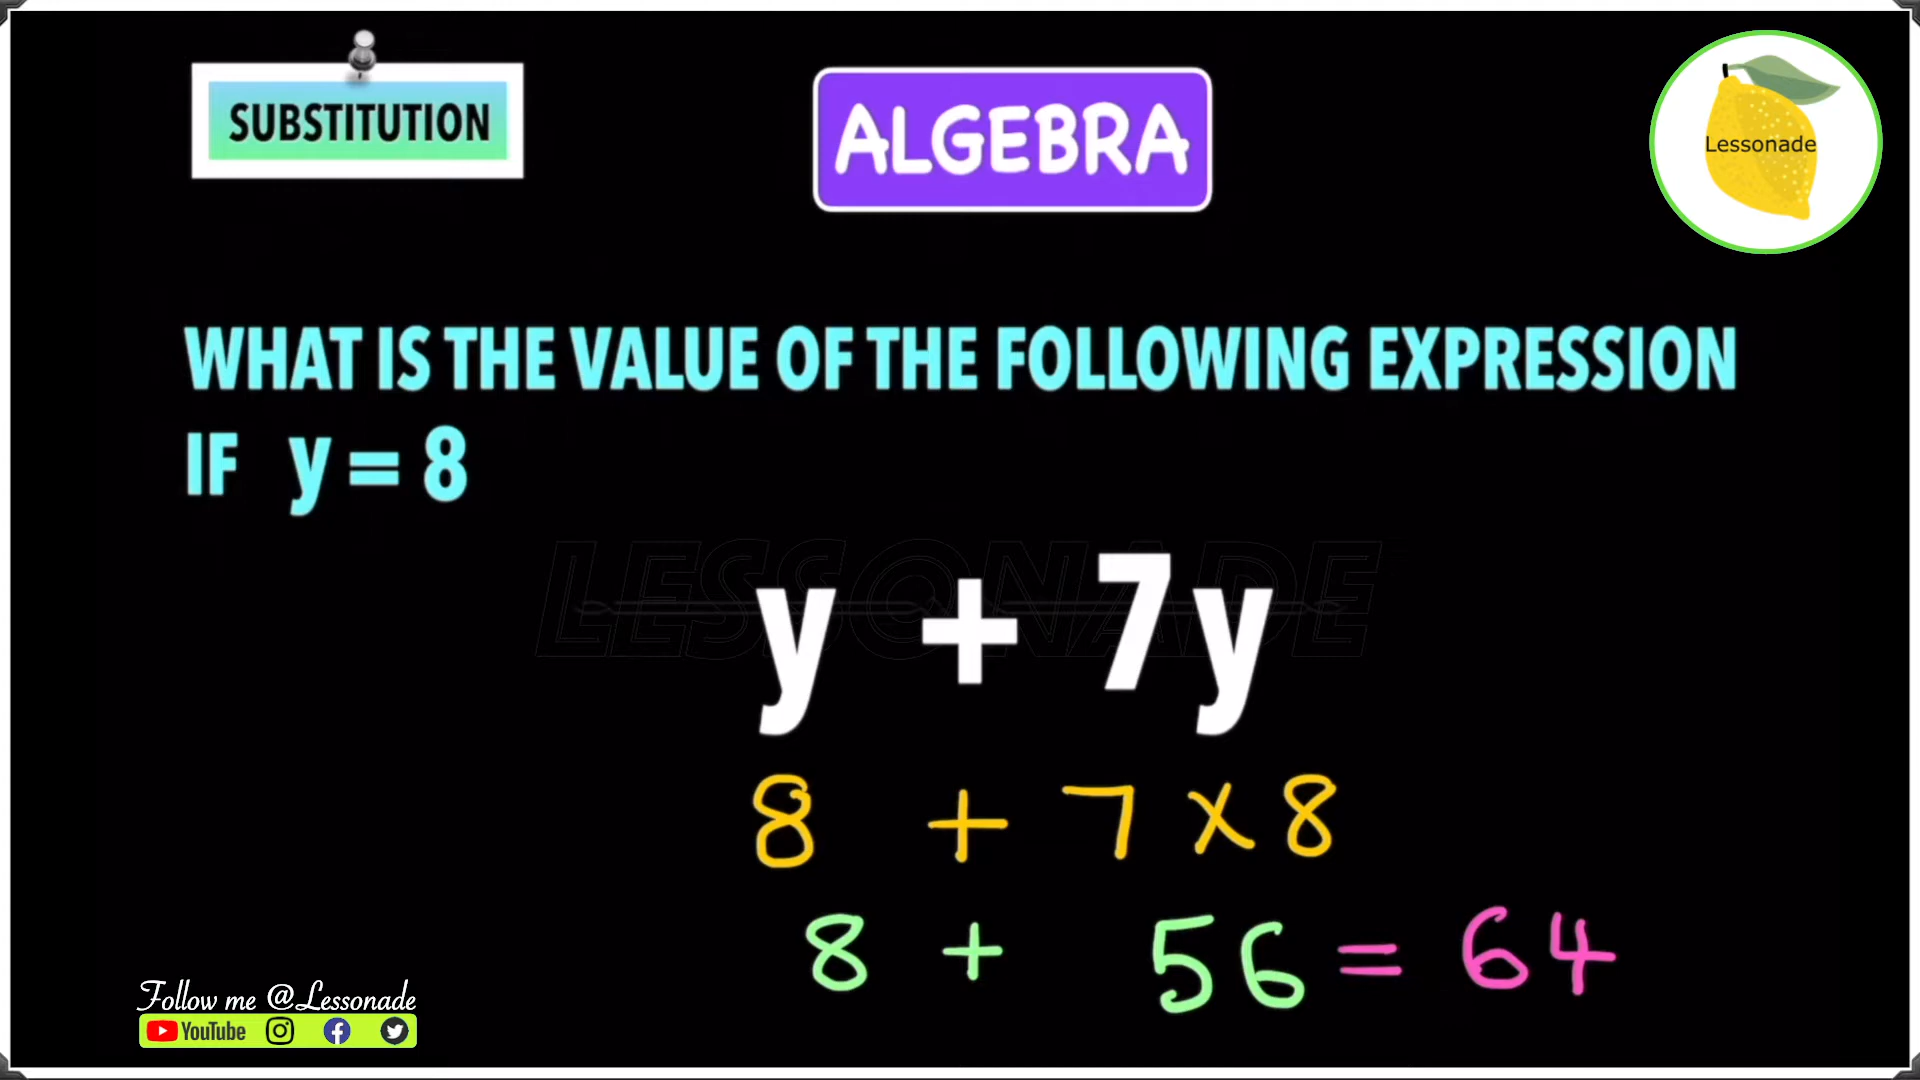 SUBSTITUTION
ALGEBRA
Lessonade
WHAT IS THE VALUE OF THE FOLLOWING EXPRESSION
IF y = 8
LESSONADE
y + 7y
8 + 7 × 8
8 + 56 = 64
Follow me @Lessonade
YouTube